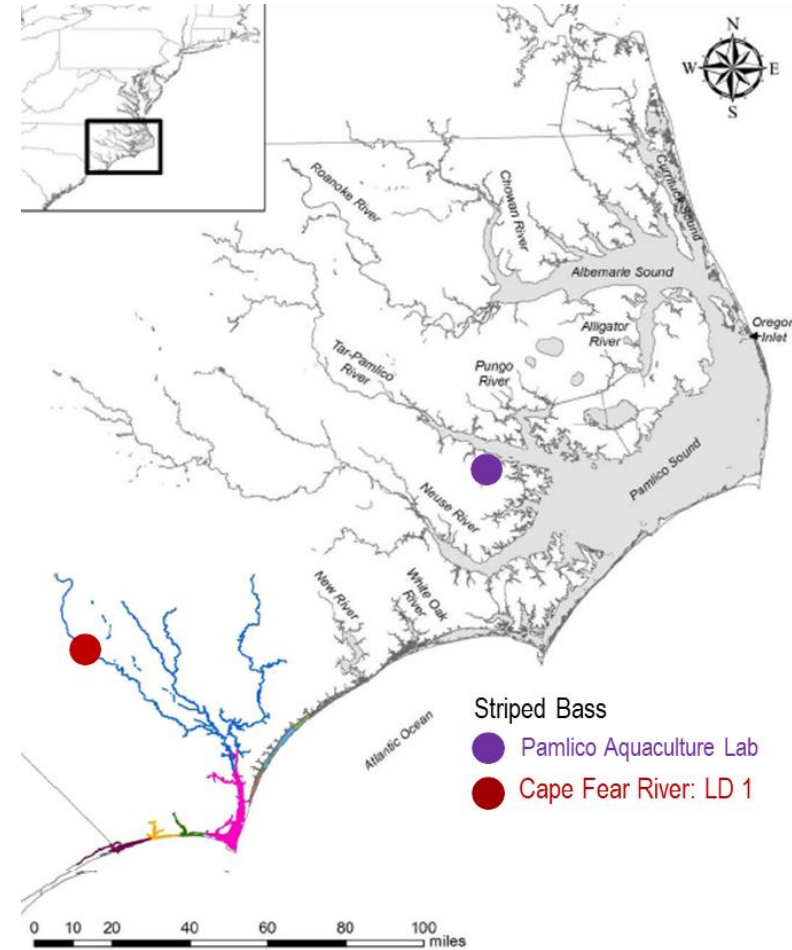 N
W E
S
Roanoke River
Chowan River
Currituck Sound
Albemarle Sound
Alligator
River
Oregon
Inlet
Tar-Pamlico
River
Pungo
River
Pamlico Sound
Neuse River
New River
White Oak
River
Atlantic Ocean
Striped Bass
Pamlico Aquaculture Lab
Cape Fear River: LD 1
0 10 20 40 60 80 100
miles